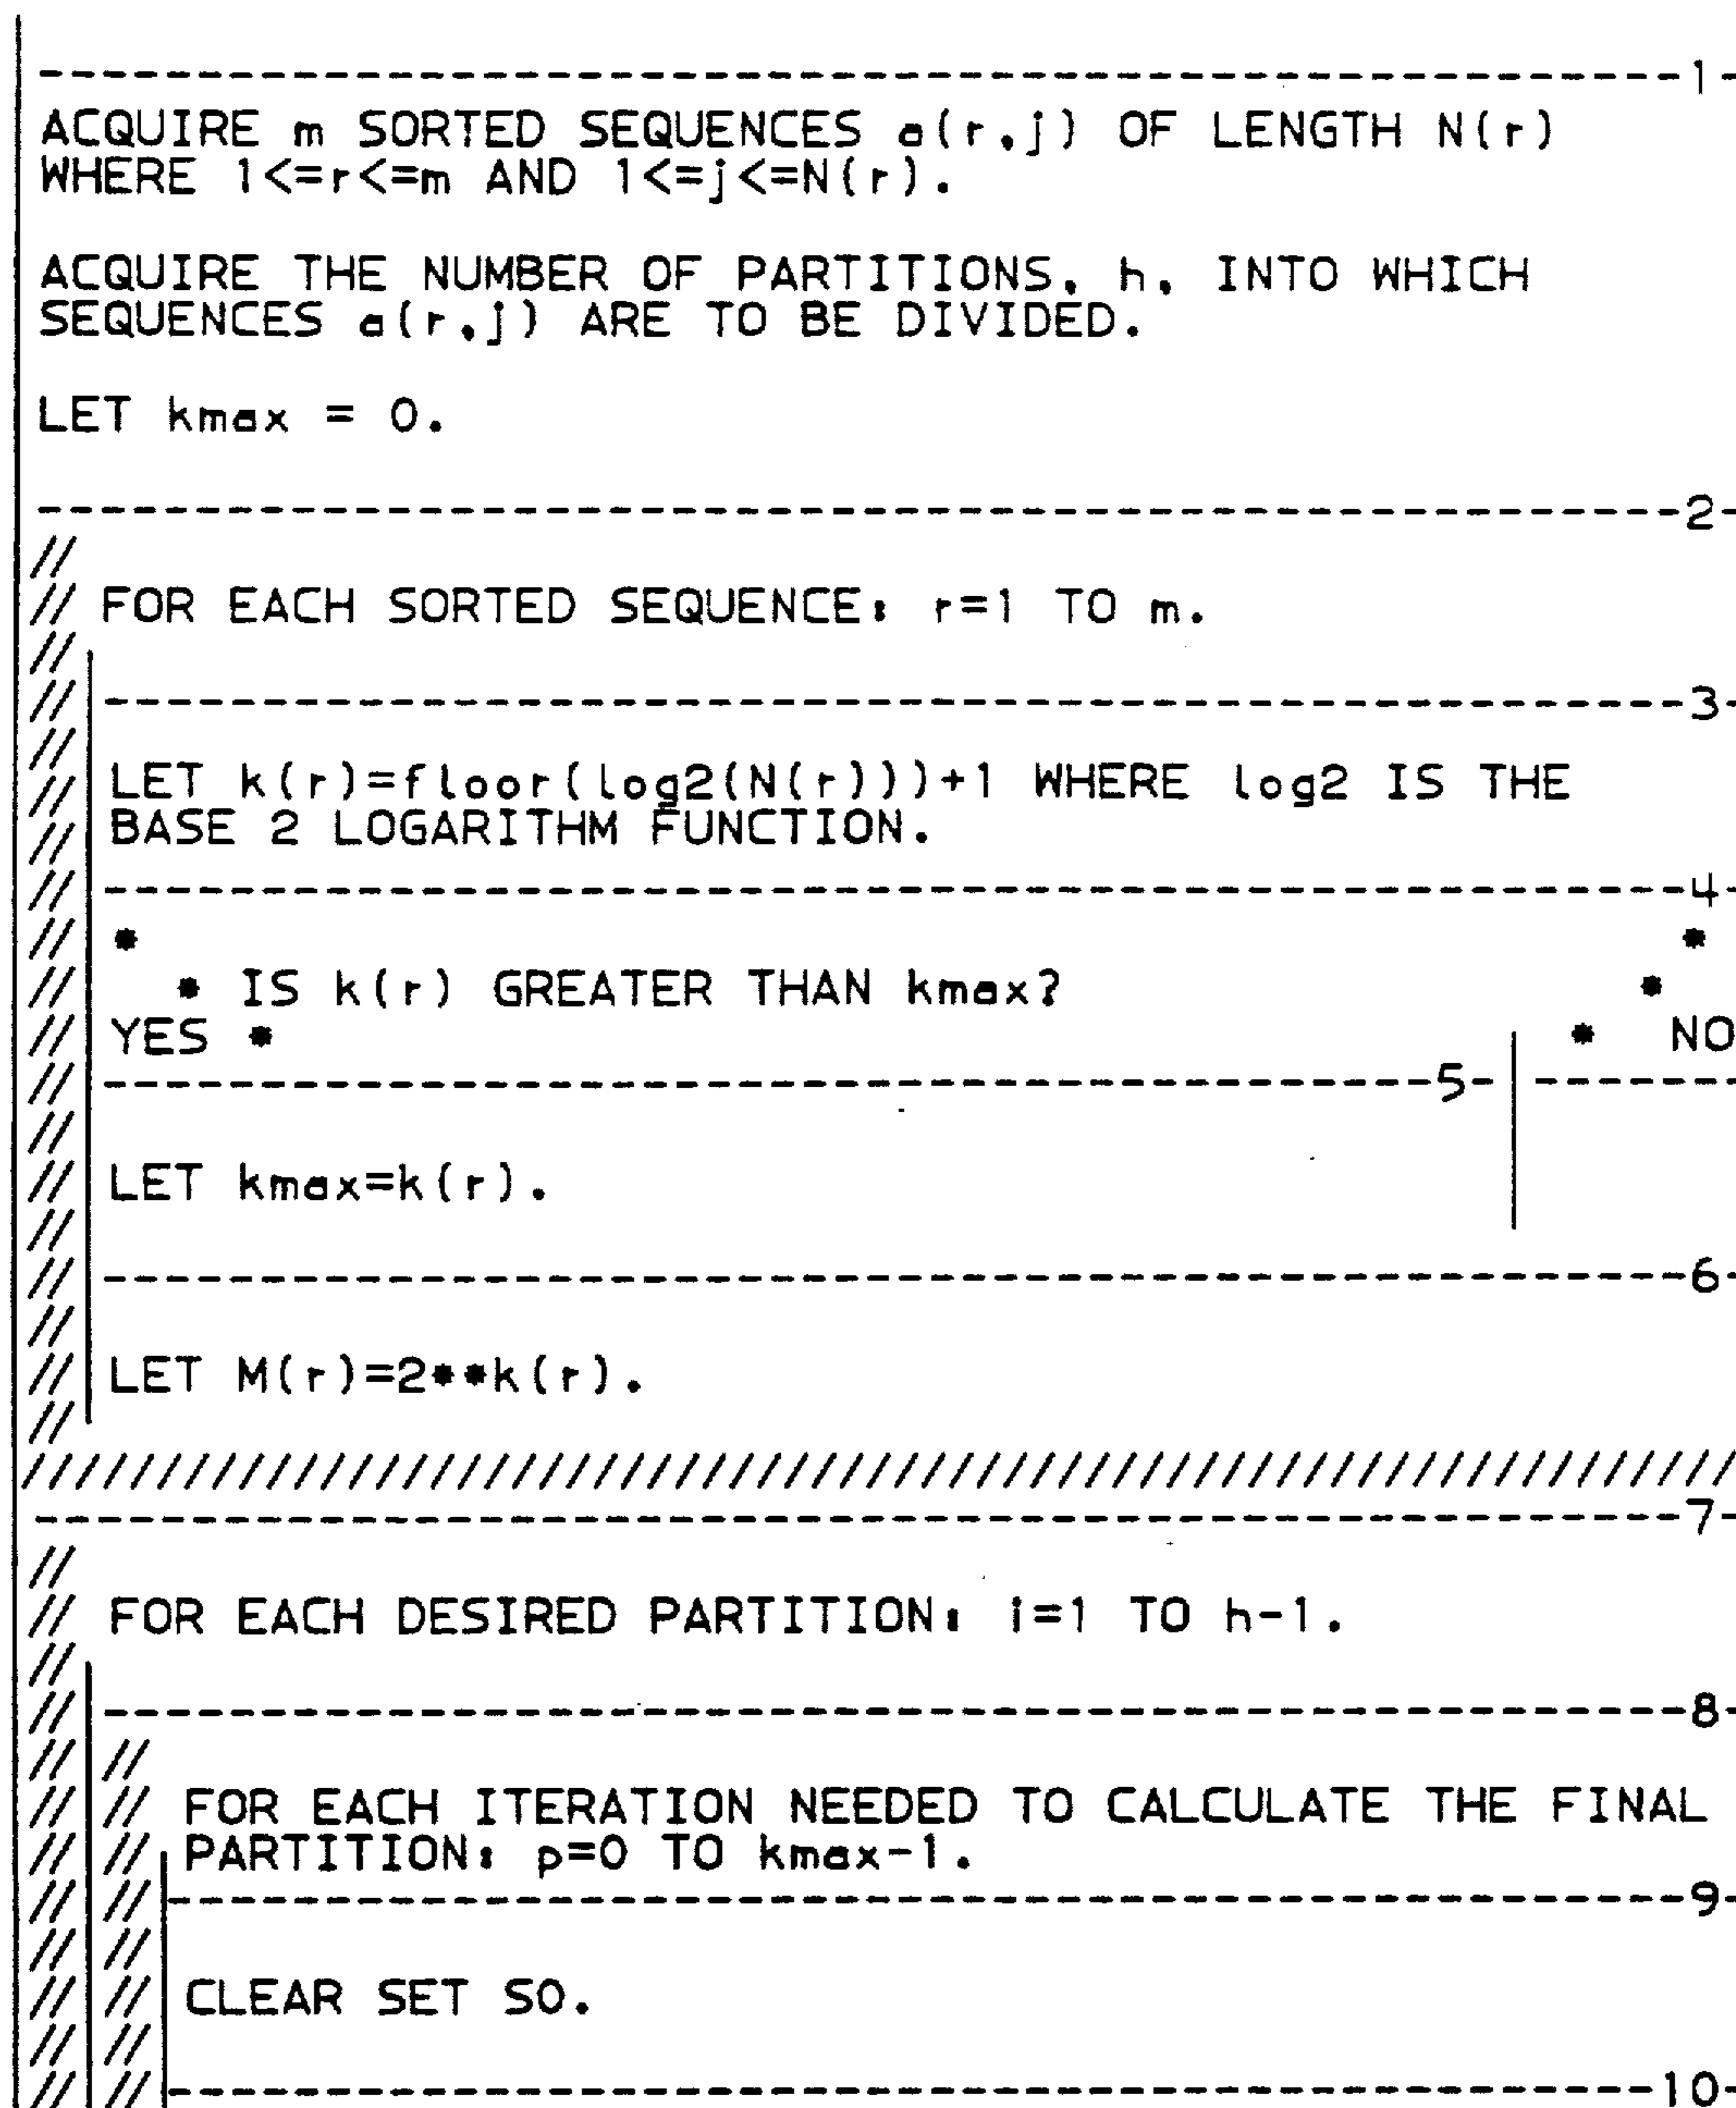 1
ACQUIRE m SORTED SEQUENCES a(r,j) OF LENGTH N(r)
WHERE 1<=r<=m AND 1<=j<=N(r).
ACQUIRE THE NUMBER OF PARTITIONS, h, INTO WHICH
SEQUENCES a(r,j) ARE TO BE DIVIDED.
LET kmax = 0.
2
FOR EACH SORTED SEQUENCE: r=1 TO m.
3
LET k(r)=floor(log2(N(r)))+1 WHERE log2 IS THE
BASE 2 LOGARITHM FUNCTION.
4
* *
* IS k(r) GREATER THAN kmax? *
YES * * NO
5
LET kmax=k(r).
6
LET M(r)=2**k(r).
7
FOR EACH DESIRED PARTITION: i=1 TO h-1.
8
FOR EACH ITERATION NEEDED TO CALCULATE THE FINAL
PARTITION: p=0 TO kmax-1.
9
CLEAR SET S0.
10